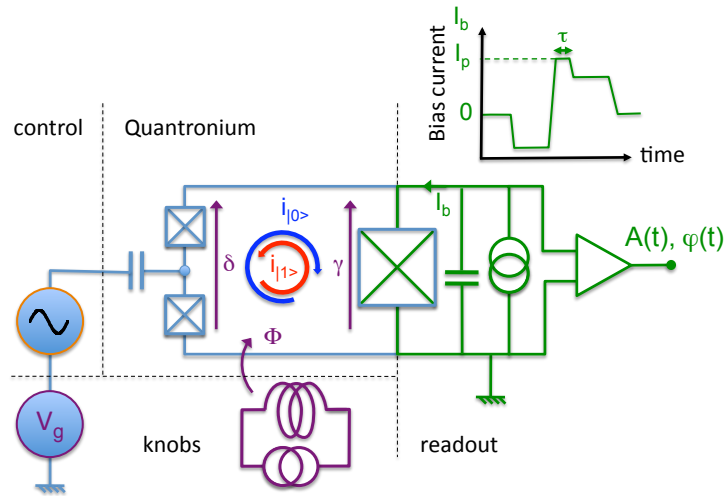 I_b
I_p
τ
0
Bias current
time
control
Quantronium
I_b
i_|0>
i_|1>
δ
γ
A(t), φ(t)
Φ
V_g
knobs
readout